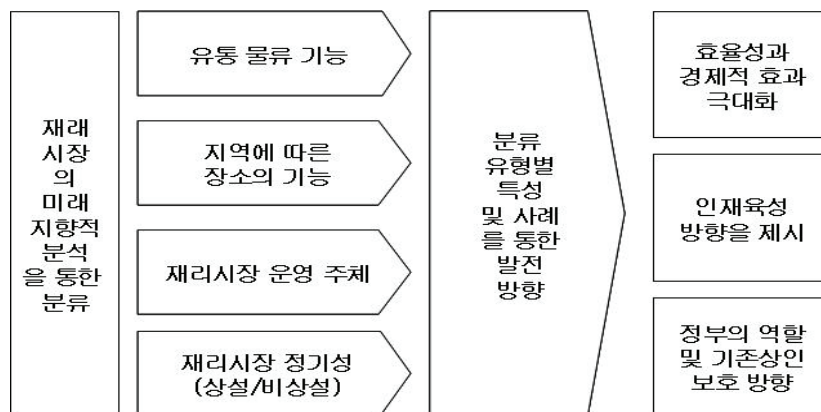 재래
시장
의
미래
지향적
분석
을 통한
분류
유통 물류 기능
지역에 따른
장소의 기능
재리시장 운영 주체
재리시장 정기성
(상설/비상설)
분류
유형별
특성
및 사례
를 통한
발전
방향
효율성과
경제적 효과
극대화
인재육성
방향을 제시
정부의 역할
및 기존상인
보호 방향